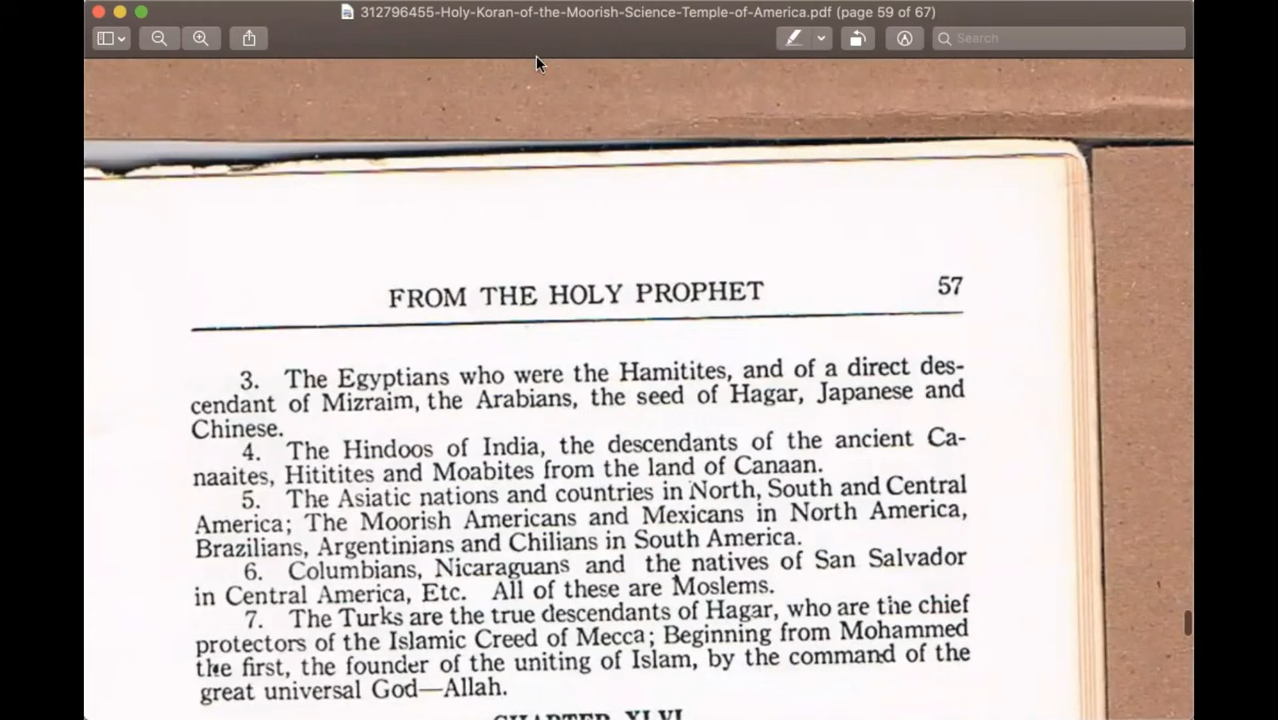 312796455-Holy-Koran-of-the-Moorish-Science-Temple-of-America.pdf (page 59 of 67)
Search
FROM THE HOLY PROPHET 57
3. The Egyptians who were the Hamitites, and of a direct des-
cendant of Mizraim, the Arabians, the seed of Hagar, Japanese and
Chinese.
4. The Hindoos of India, the descendants of the ancient Ca-
naaites, Hititites and Moabites from the land of Canaan.
5. The Asiatic nations and countries in North, South and Central
America; The Moorish Americans and Mexicans in North America,
Brazilians, Argentinians and Chilians in South America.
6. Columbians, Nicaraguans and the natives of San Salvador
in Central America, Etc. All of these are Moslems.
7. The Turks are the true descendants of Hagar, who are the chief
protectors of the Islamic Creed of Mecca; Beginning from Mohammed
the first, the founder of the uniting of Islam, by the command of the
great universal God—Allah.
CHAPTER XLVI